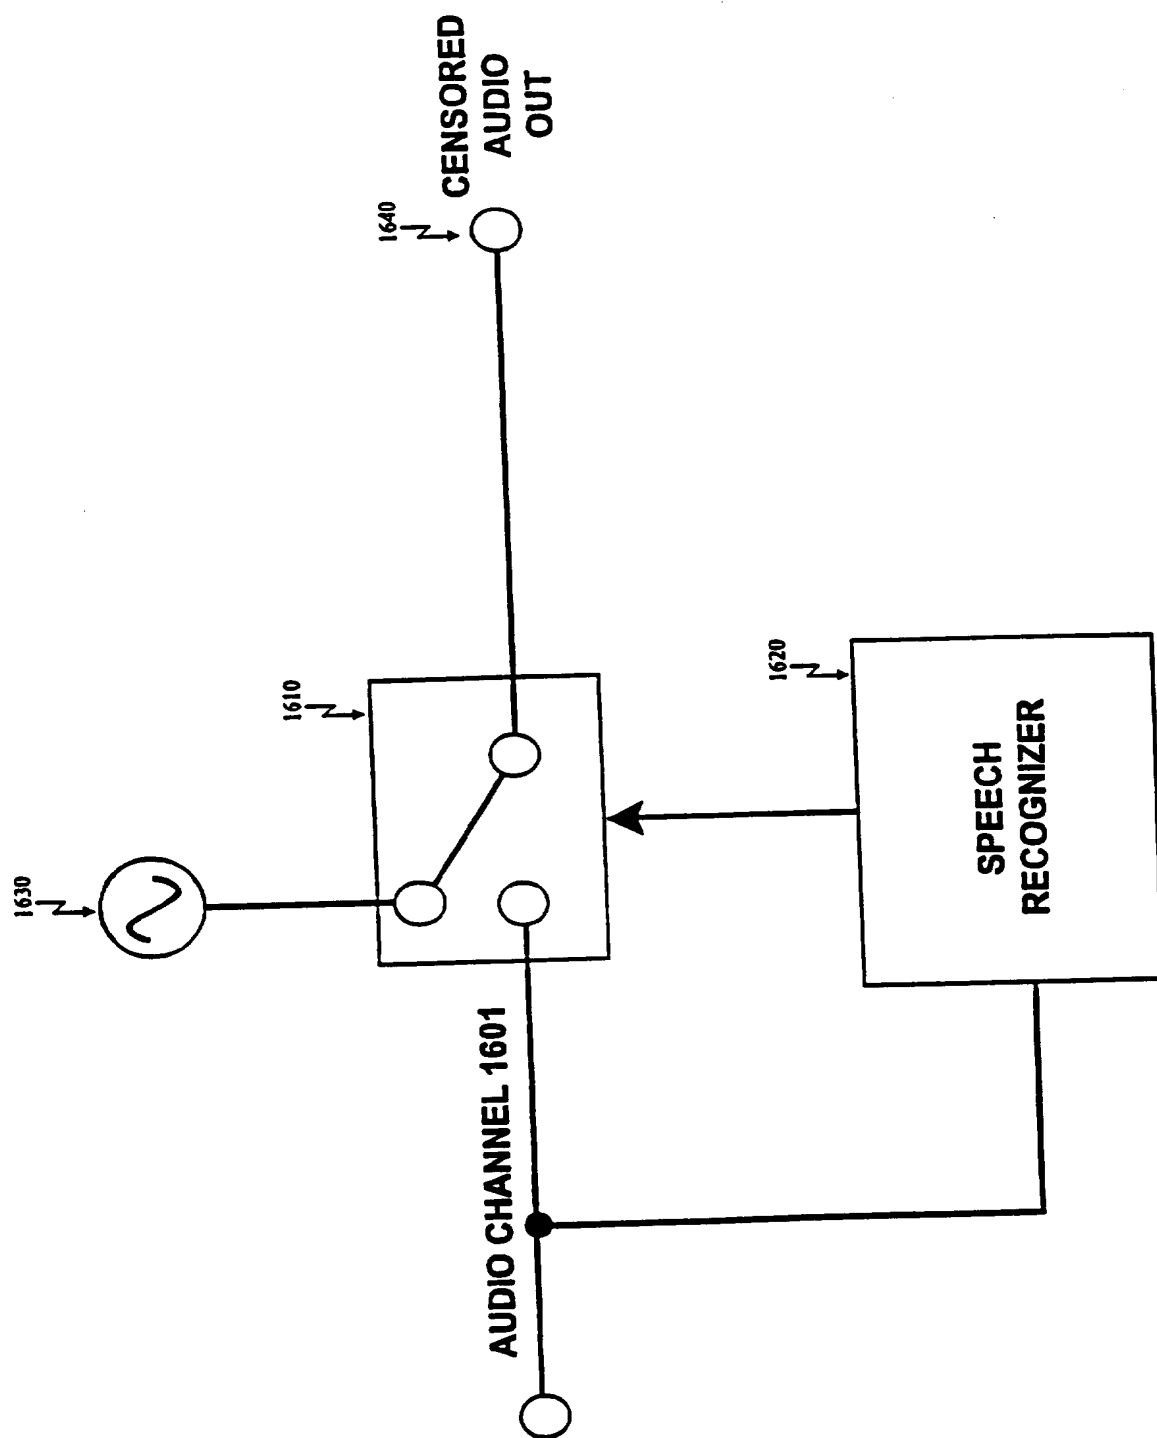 1630
1610
1640
CENSORED
AUDIO
OUT
AUDIO CHANNEL 1601
1620
SPEECH
RECOGNIZER